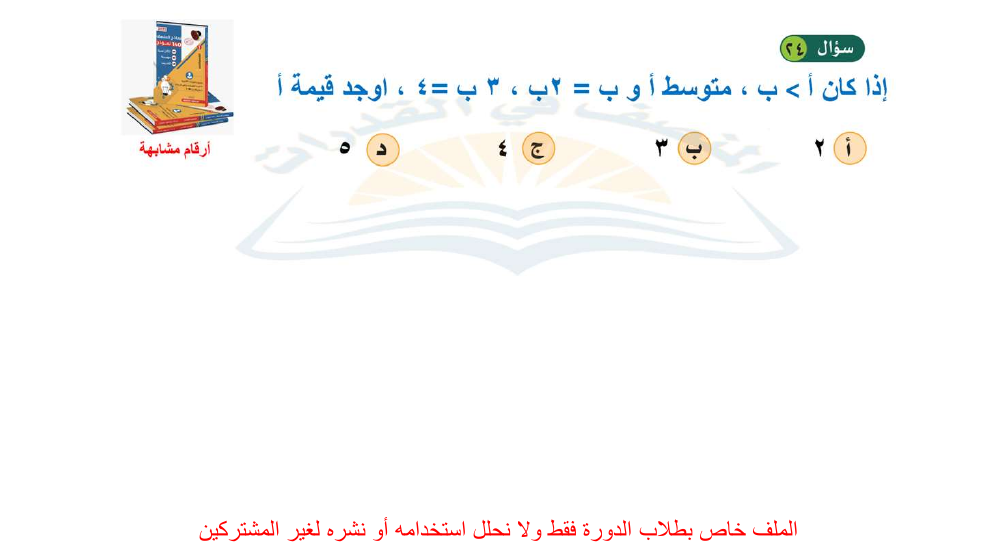 سؤال ٢٤
إذا كان أ > ب ، متوسط أ و ب = ٢ب ، ٣ ب =٤ ، اوجد قيمة أ
أ ٢ ب ٣ ج ٤ د ٥
أرقام مشابهة
الملف خاص بطلاب الدورة فقط ولا نحلل استخدامه أو نشره لغير المشتركين